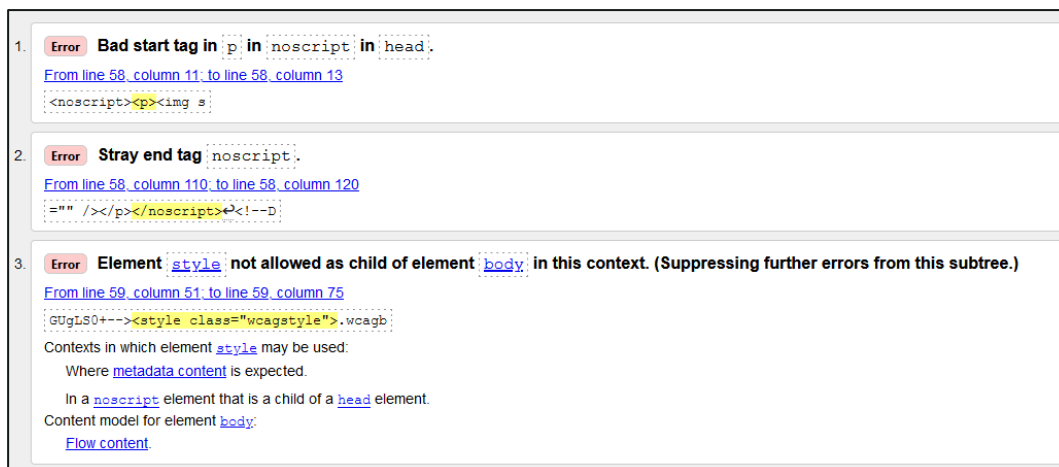 1. Error Bad start tag in p in noscript in head.
From line 58, column 11; to line 58, column 13
<noscript><p><img s
2. Error Stray end tag noscript.
From line 58, column 110; to line 58, column 120
="" /></p></noscript>↩<!--D
3. Error Element style not allowed as child of element body in this context. (Suppressing further errors from this subtree.)
From line 59, column 51; to line 59, column 75
GUgLS0+--><style class="wcagstyle">.wcagb
Contexts in which element style may be used:
Where metadata content is expected.
In a noscript element that is a child of a head element.
Content model for element body:
Flow content.